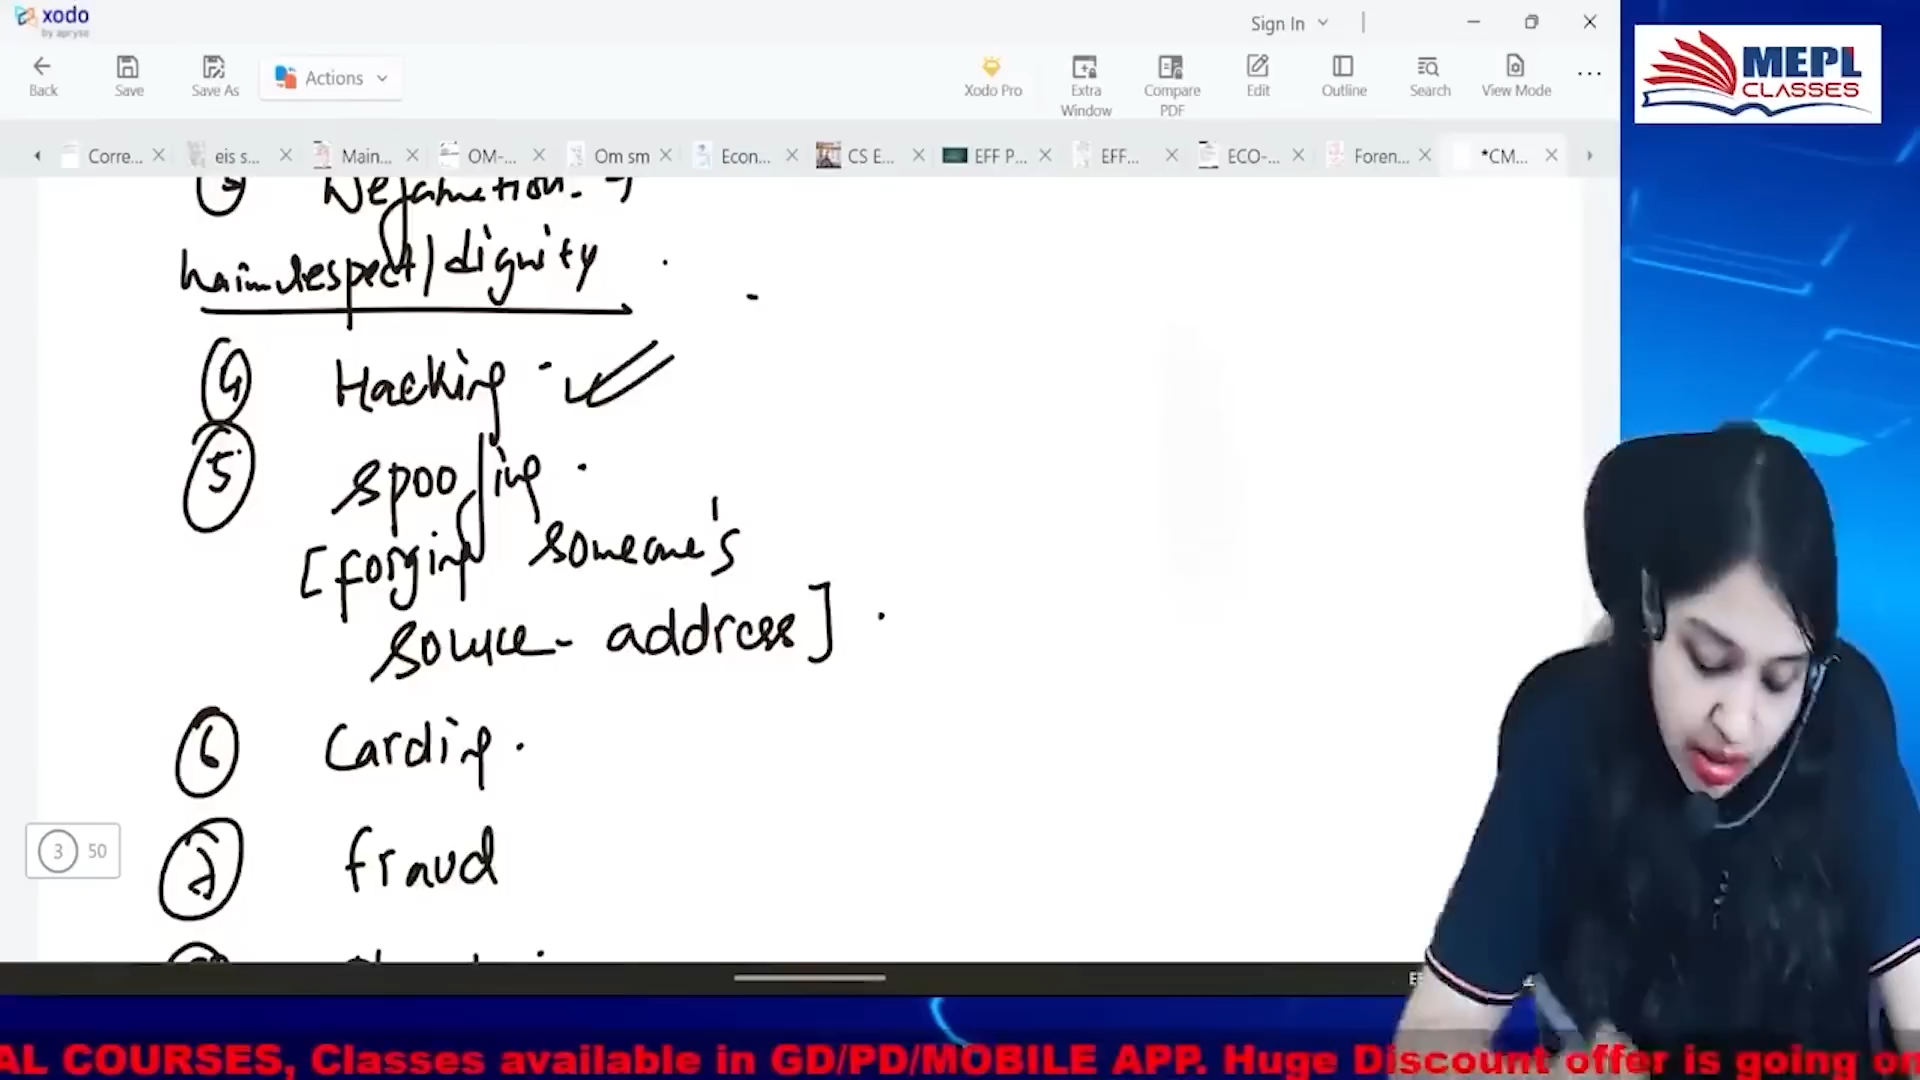 xodo
by apryse
Sign In
Back
Save
Save As
Actions
Xodo Pro
Extra Window
Compare PDF
Edit
Outline
Search
View Mode
Corre...
eis s...
Main...
OM-...
Om sm
Econ...
CS E...
EFF P...
EFF...
ECO-...
Foren...
*CM...
MEPL
CLASSES
Defamation. →
harm respect/dignity
4 Hacking
5 spoofing.
[forging someone's
source - address]
6 Carding.
7 fraud
3 50
AL COURSES, Classes available in GD/PD/MOBILE APP. Huge Discount offer is going on